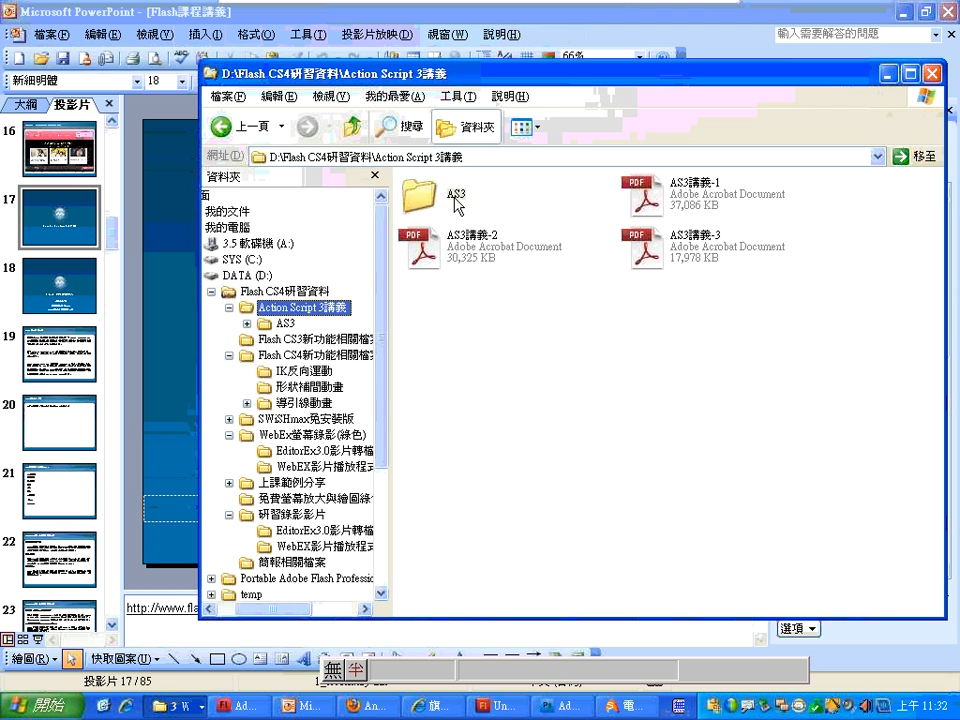 Microsoft PowerPoint - [Flash課程講義]
檔案(F) 編輯(E) 檢視(V) 插入(I) 格式(O) 工具(T) 投影片放映(D) 視窗(W) 說明(H)
輸入需要解答的問題
66%
新細明體 18
大綱 投影片
16
17
18
19
20
21
22
23
D:\Flash CS4研習資料\Action Script 3講義
檔案(F) 編輯(E) 檢視(V) 我的最愛(A) 工具(T) 說明(H)
上一頁 搜尋 資料夾
網址(D) D:\Flash CS4研習資料\Action Script 3講義 移至
資料夾
面
我的文件
我的電腦
3.5 軟碟機 (A:)
SYS (C:)
DATA (D:)
Flash CS4研習資料
Action Script 3講義
AS3
Flash CS3新功能相關檔
Flash CS4新功能相關檔
IK反向運動
形狀補間動畫
導引線動畫
SWiSHmax免安裝版
WebEx螢幕錄影(綠色)
EditorEx3.0影片轉檔
WebEX影片播放程式
上課範例分享
免費螢幕放大與繪圖
研習錄影影片
EditorEx3.0影片轉檔
WebEX影片播放程式
簡報相關檔案
Portable Adobe Flash Professio
temp
AS3
AS3講義-1
Adobe Acrobat Document
37,086 KB
AS3講義-2
Adobe Acrobat Document
30,325 KB
AS3講義-3
Adobe Acrobat Document
17,978 KB
http://www.fla
選項
繪圖(R) 快取圖案(U)
無 半
投影片 17 / 85
開始 3 W Ad... Mi... An... 旗... Un... Ad... 電... 上午 11:32